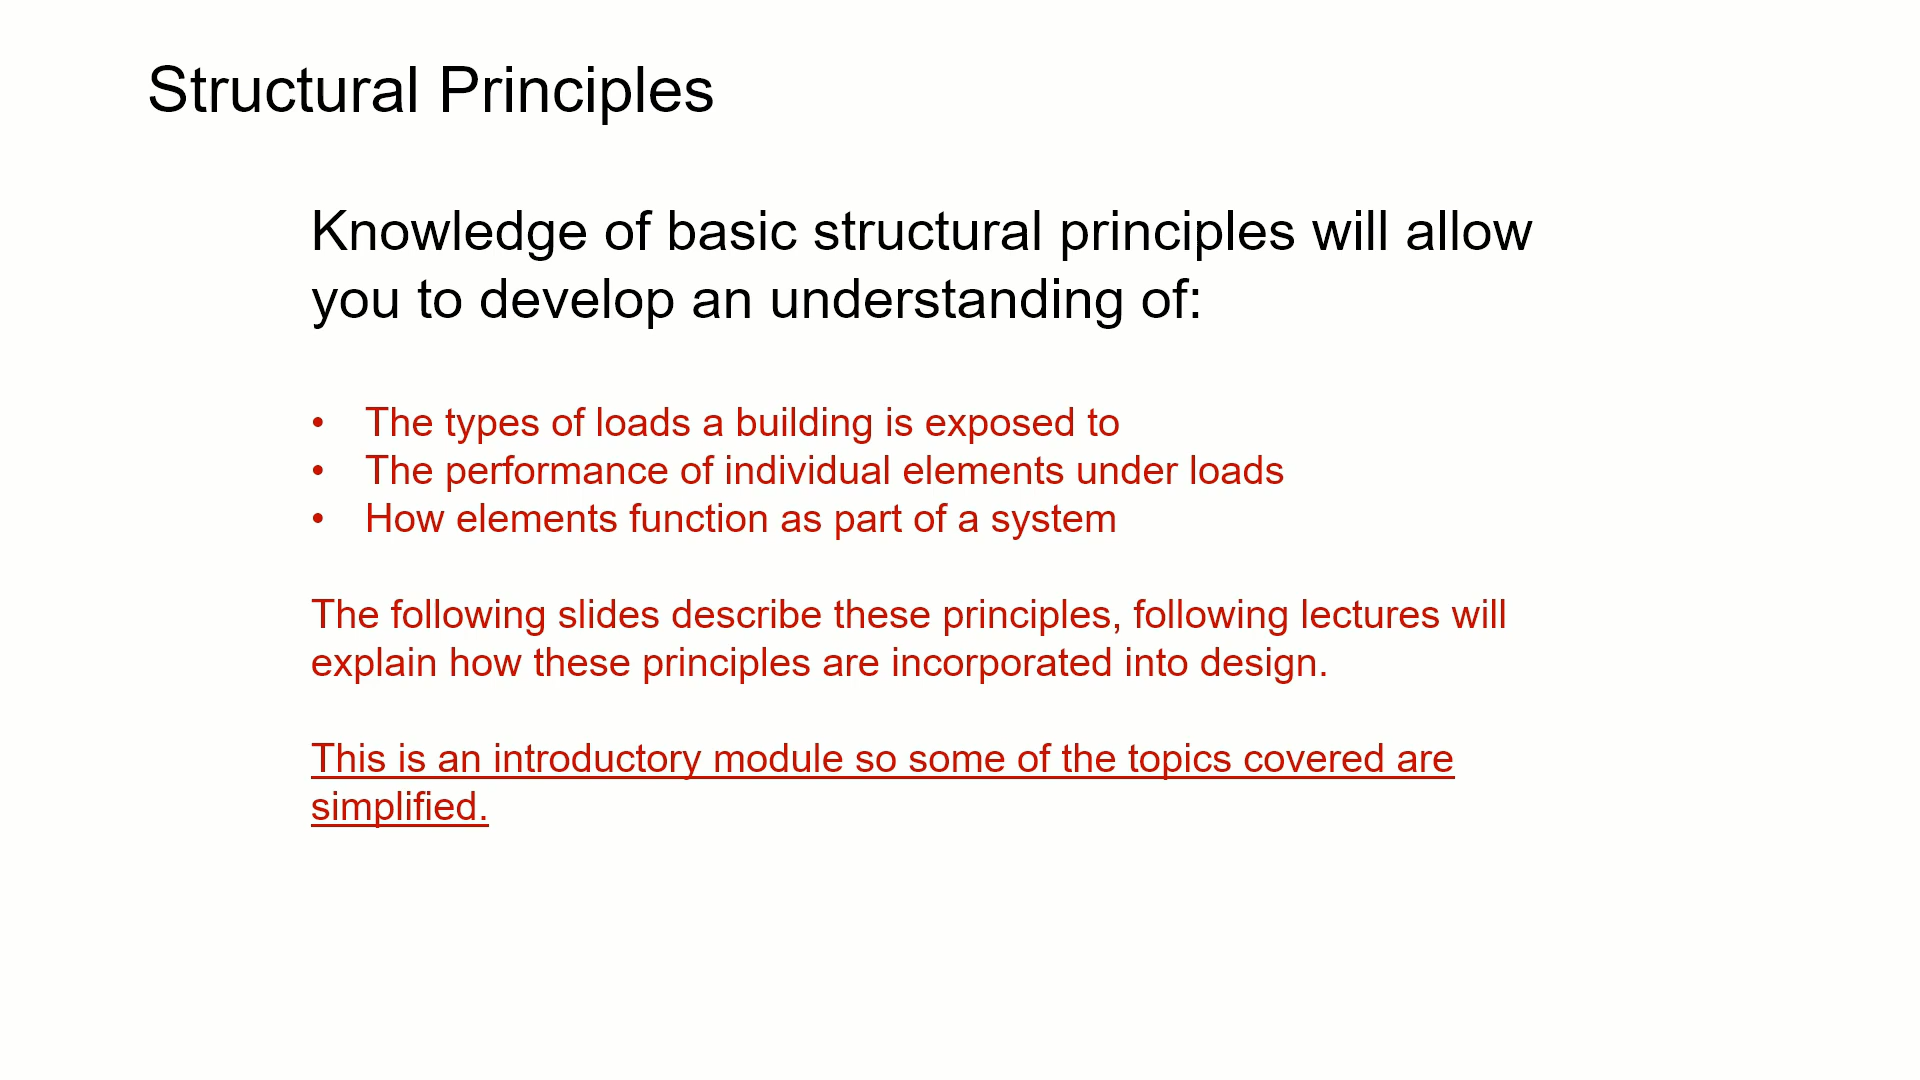 Structural Principles
Knowledge of basic structural principles will allow
you to develop an understanding of:
• The types of loads a building is exposed to
• The performance of individual elements under loads
• How elements function as part of a system
The following slides describe these principles, following lectures will
explain how these principles are incorporated into design.
This is an introductory module so some of the topics covered are
simplified.